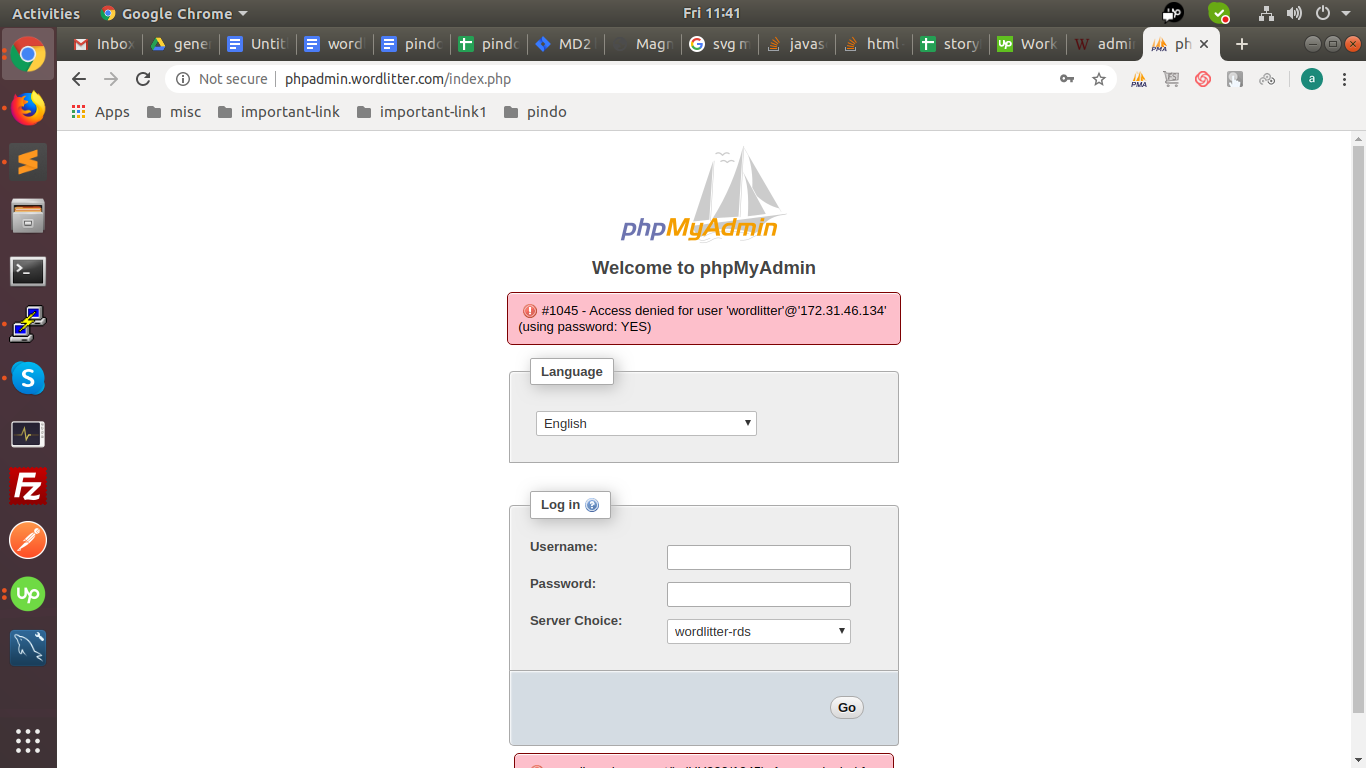 Activities
Google Chrome
Fri 11:41
Inbox
gener
Untit
word
pindo
pindo
MD2
Magn
svg m
javas
html
story
Work
admi
ph
Not secure
phpadmin.wordlitter.com/index.php
PMA
a
Apps
misc
important-link
important-link1
pindo
phpMyAdmin
Welcome to phpMyAdmin
#1045 - Access denied for user 'wordlitter'@'172.31.46.134'
(using password: YES)
Language
English
Log in
Username:
Password:
Server Choice:
wordlitter-rds
Go